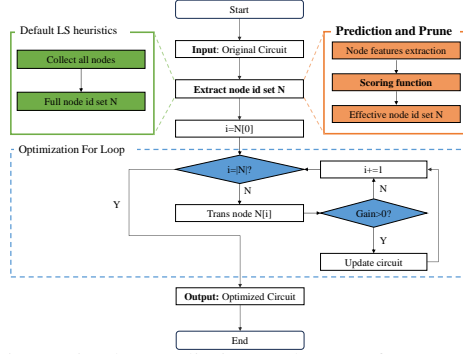 Start
Default LS heuristics
Prediction and Prune
Input: Original Circuit
Collect all nodes
Node features extraction
Extract node id set N
Scoring function
Full node id set N
Effective node id set N
i=N[0]
Optimization For Loop
i=|N|?
i+=1
Y
N
N
Trans node N[i]
Gain>0?
Y
Update circuit
Output: Optimized Circuit
End